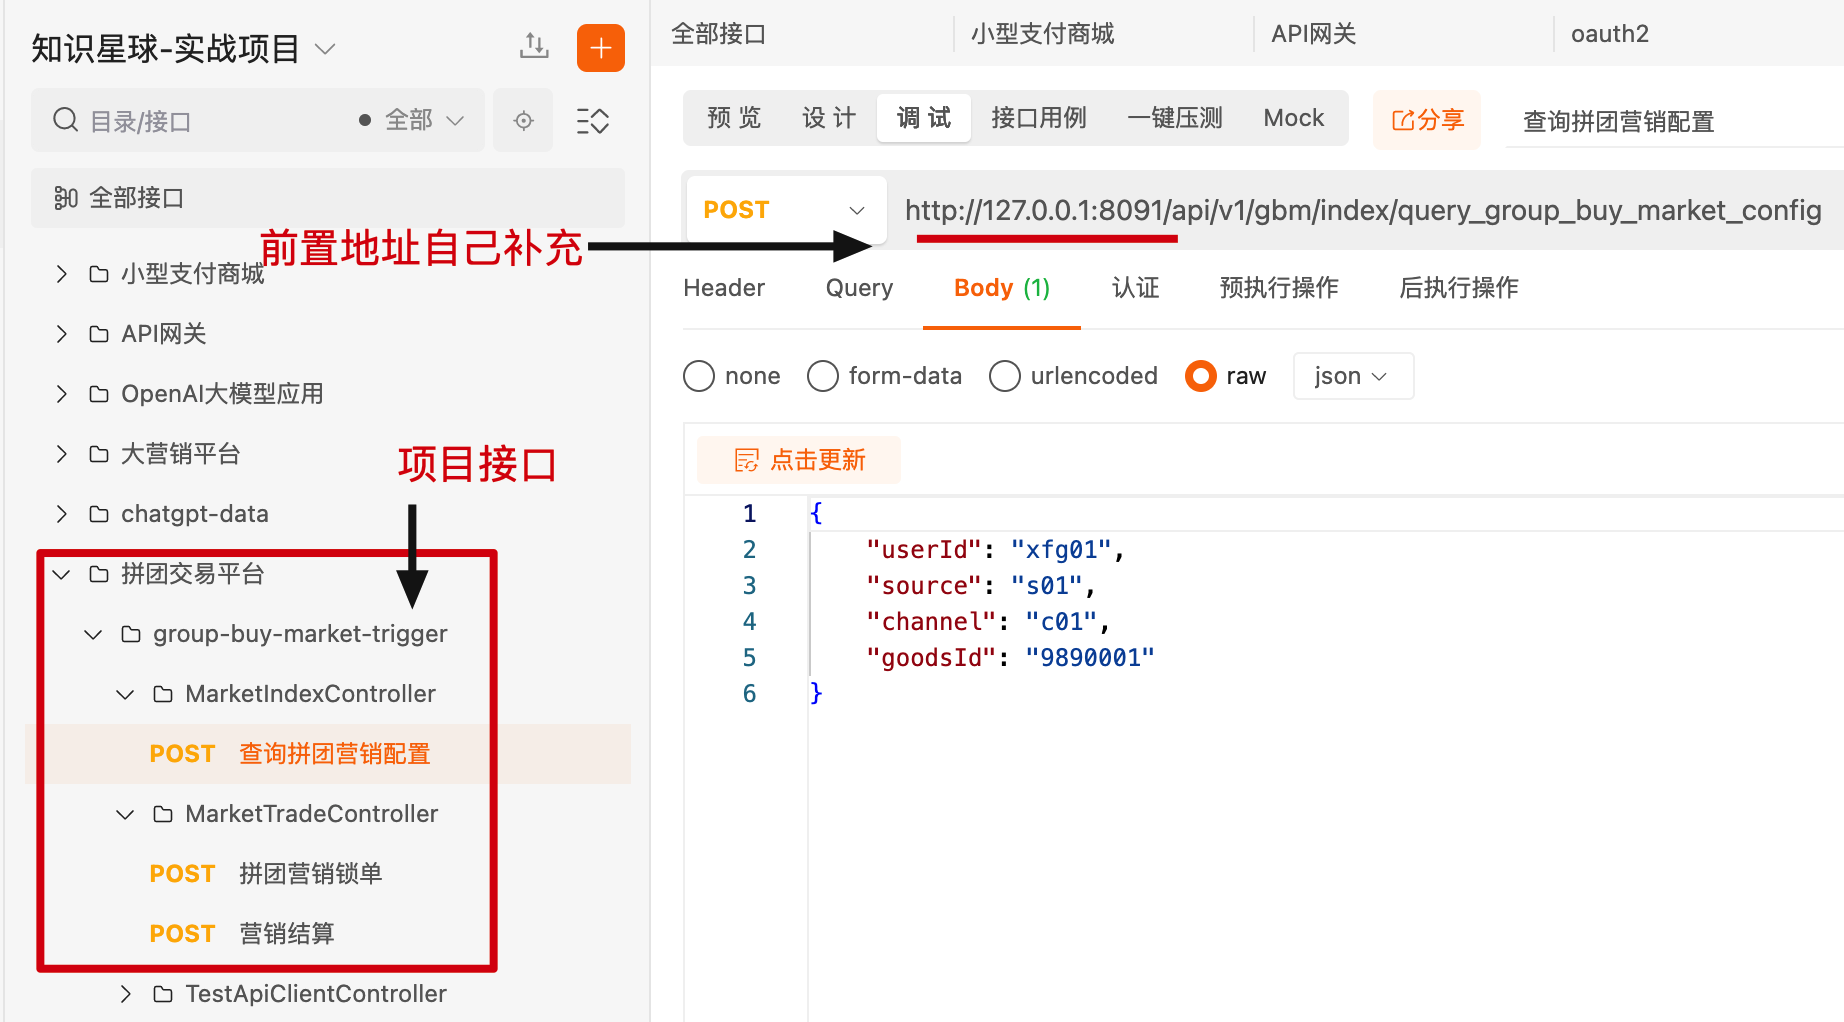 知识星球-实战项目
目录/接口
全部
全部接口
前置地址自己补充
小型支付商城
API网关
OpenAI大模型应用
大营销平台
项目接口
chatgpt-data
拼团交易平台
group-buy-market-trigger
MarketIndexController
POST 查询拼团营销配置
MarketTradeController
POST 拼团营销锁单
POST 营销结算
TestApiClientController
全部接口 小型支付商城 API网关 oauth2
预 览 设 计 调 试 接口用例 一键压测 Mock 分享 查询拼团营销配置
POST http://127.0.0.1:8091/api/v1/gbm/index/query_group_buy_market_config
Header Query Body (1) 认证 预执行操作 后执行操作
none form-data urlencoded raw json
点击更新
1 {
2 "userId": "xfg01",
3 "source": "s01",
4 "channel": "c01",
5 "goodsId": "9890001"
6 }